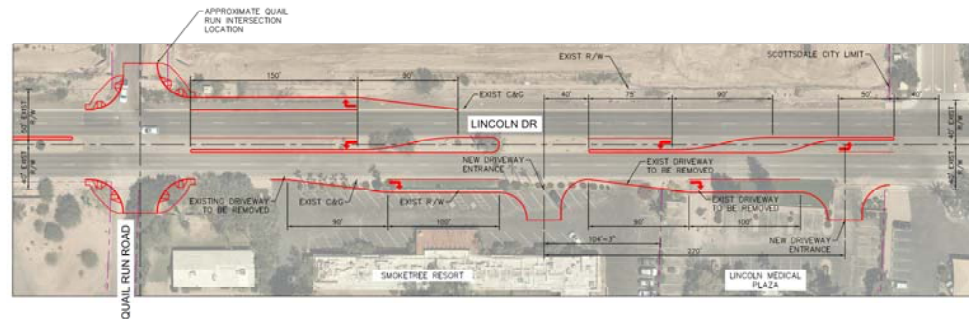 APPROXIMATE QUAIL
RUN INTERSECTION
LOCATION
SCOTTSDALE CITY LIMIT
EXIST R/W
150'
90'
EXIST C&G
40'
75'
90'
50'
40'
50' EXIST
R/W
40' EXIST
R/W
LINCOLN DR
40' EXIST
R/W
40' EXIST
R/W
NEW DRIVEWAY
ENTRANCE
EXIST DRIVEWAY
TO BE REMOVED
EXISTING DRIVEWAY
TO BE REMOVED
EXIST C&G
EXIST R/W
EXIST DRIVEWAY
TO BE REMOVED
90'
100'
90'
100'
NEW DRIVEWAY
ENTRANCE
104'-3"
220'
SMOKETREE RESORT
LINCOLN MEDICAL
PLAZA
QUAIL RUN ROAD